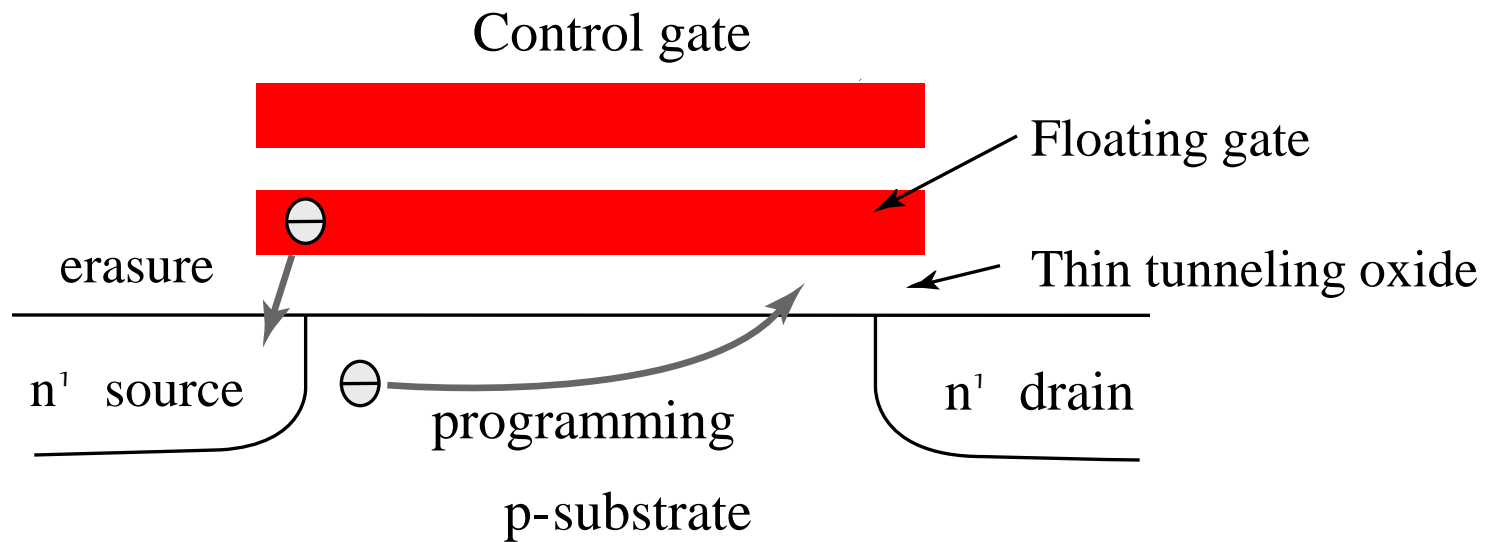 Control gate
Floating gate
erasure
Thin tunneling oxide
n¹ source
n¹ drain
programming
p-substrate